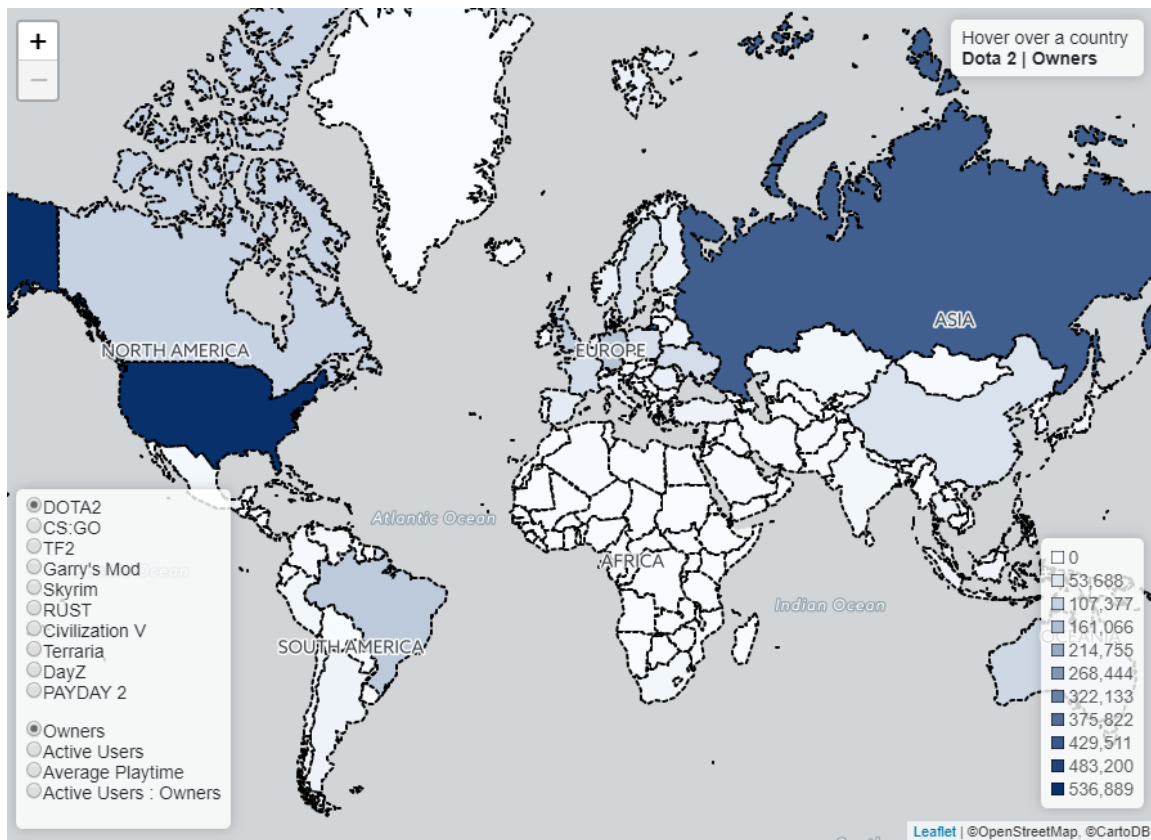 +
−
Hover over a country
Dota 2 | Owners
NORTH AMERICA
EUROPE
ASIA
Atlantic Ocean
AFRICA
Indian Ocean
SOUTH AMERICA
OCEANIA
DOTA2
CS:GO
TF2
Garry's Mod
Skyrim
RUST
Civilization V
Terraria
DayZ
PAYDAY 2
Owners
Active Users
Average Playtime
Active Users : Owners
0
53,688
107,377
161,066
214,755
268,444
322,133
375,822
429,511
483,200
536,889
Leaflet | ©OpenStreetMap, ©CartoDB